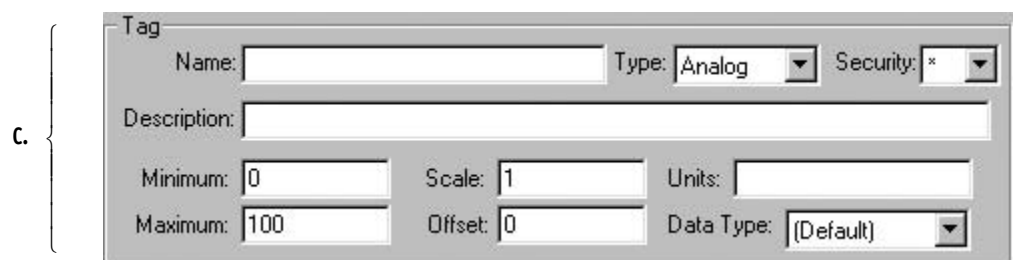 Tag
Name: Type: Analog Security: *
C. Description:
Minimum: 0 Scale: 1 Units:
Maximum: 100 Offset: 0 Data Type: (Default)